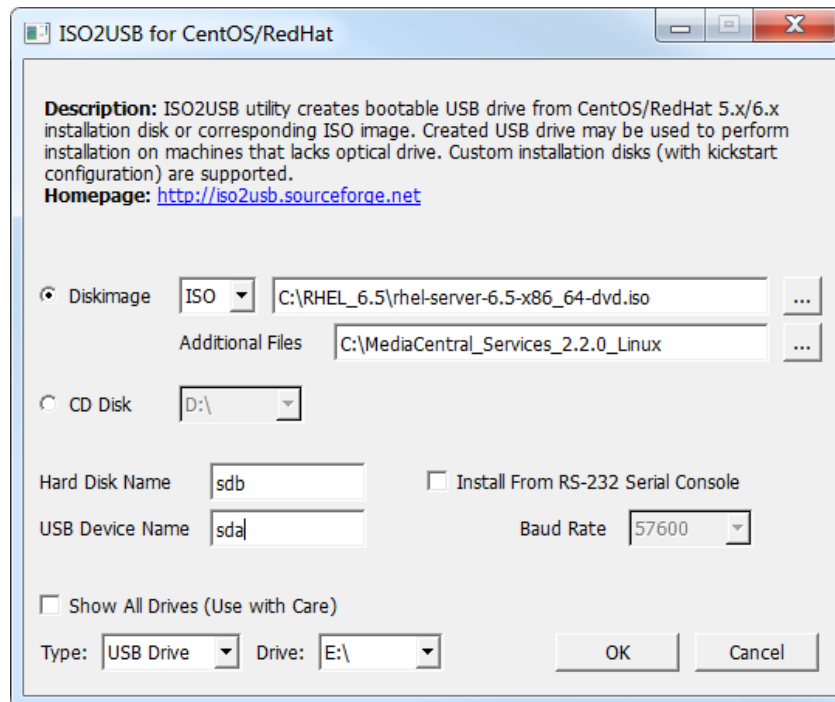 ISO2USB for CentOS/RedHat
Description: ISO2USB utility creates bootable USB drive from CentOS/RedHat 5.x/6.x
installation disk or corresponding ISO image. Created USB drive may be used to perform
installation on machines that lacks optical drive. Custom installation disks (with kickstart
configuration) are supported.
Homepage: http://iso2usb.sourceforge.net
Diskimage ISO C:\RHEL_6.5\rhel-server-6.5-x86_64-dvd.iso ...
Additional Files C:\MediaCentral_Services_2.2.0_Linux ...
CD Disk D:\
Hard Disk Name sdb Install From RS-232 Serial Console
USB Device Name sda Baud Rate 57600
Show All Drives (Use with Care)
Type: USB Drive Drive: E:\ OK Cancel